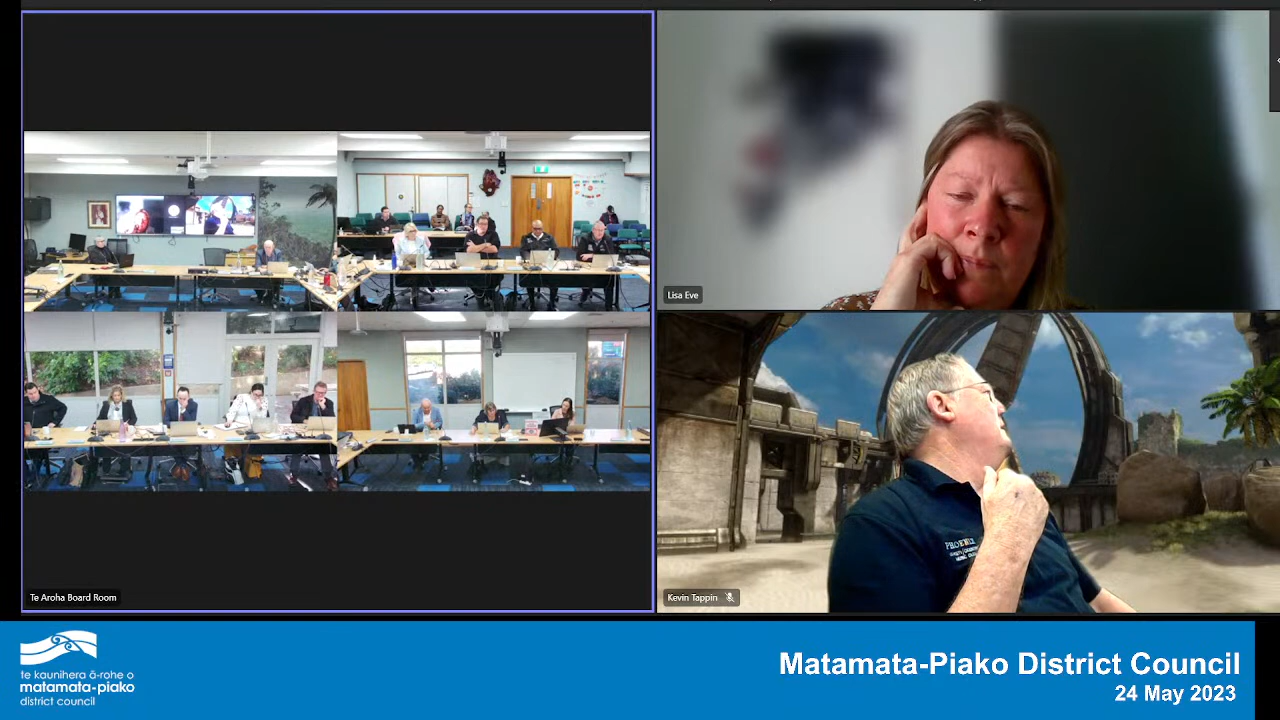 Lisa Eve
Te Aroha Board Room
Kevin Tappin
PHOENIX
te kaunihera ā-rohe o
matamata-piako
district council
Matamata-Piako District Council
24 May 2023